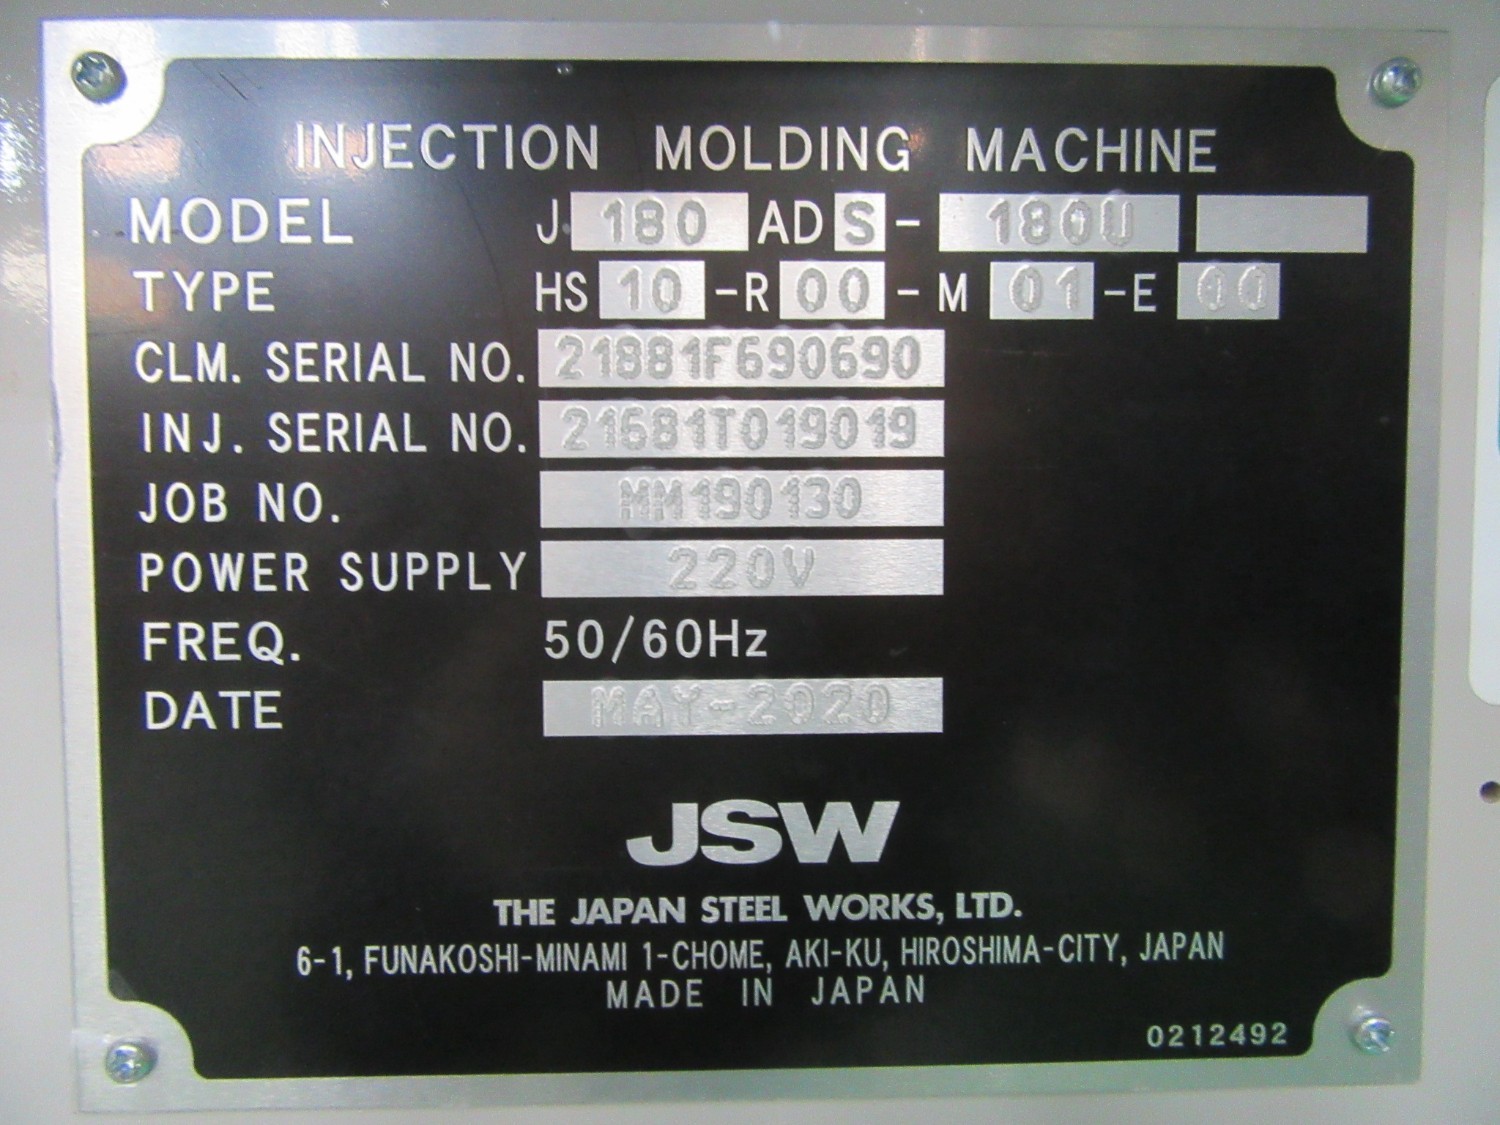 INJECTION MOLDING MACHINE
MODEL J 180 AD S - 180U
TYPE HS 10 -R 00 - M 01 -E 00
CLM. SERIAL NO. 21881F690690
INJ. SERIAL NO. 21681T019019
JOB NO. MM190130
POWER SUPPLY 220V
FREQ. 50/60Hz
DATE MAY-2020
JSW
THE JAPAN STEEL WORKS, LTD.
6-1, FUNAKOSHI-MINAMI 1-CHOME, AKI-KU, HIROSHIMA-CITY, JAPAN
MADE IN JAPAN
0212492